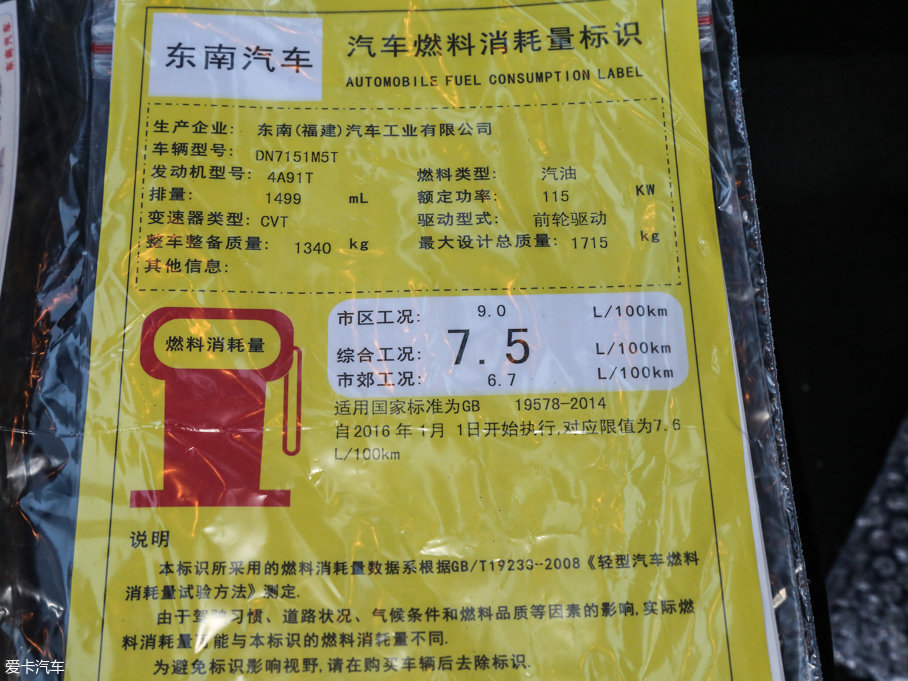 东南汽车
汽车燃料消耗量标识
AUTOMOBILE FUEL CONSUMPTION LABEL
生产企业: 东南(福建)汽车工业有限公司
车辆型号: DN7151M5T
发动机型号: 4A91T 燃料类型: 汽油
排量: 1499 mL 额定功率: 115 KW
变速器类型: CVT 驱动型式: 前轮驱动
整车整备质量: 1340 kg 最大设计总质量: 1715 kg
其他信息:
燃料消耗量
市区工况: 9.0 L/100km
综合工况: 7.5 L/100km
市郊工况: 6.7 L/100km
适用国家标准为GB 19578-2014
自2016年1月 1日开始执行,对应限值为7.6
L/100km
说明
本标识所采用的燃料消耗量数据系根据GB/T19233--2008《轻型汽车燃料
消耗量试验方法》测定.
由于驾驶习惯、道路状况、气候条件和燃料品质等因素的影响,实际燃
料消耗量可能与本标识的燃料消耗量不同.
为避免标识影响视野,请在购买车辆后去除标识.
爱卡汽车